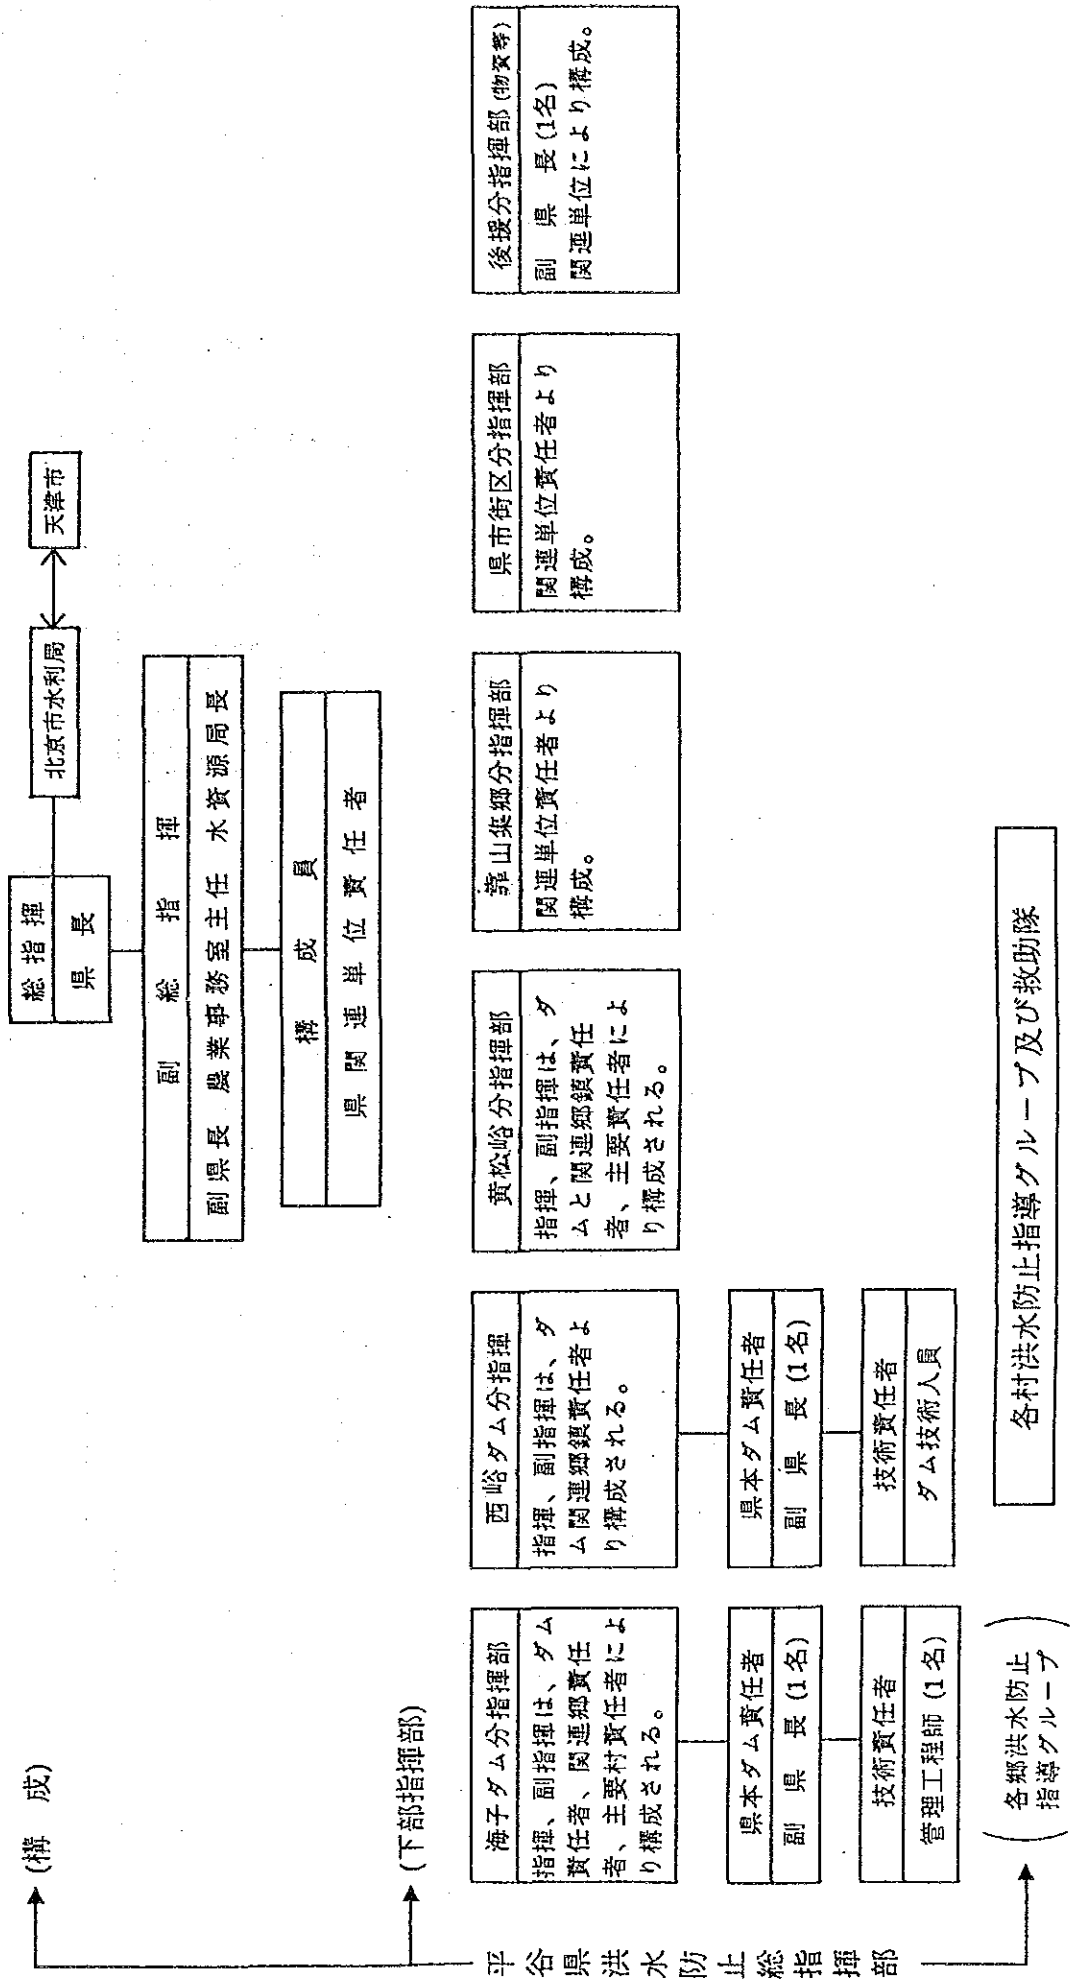 平谷県洪水防止総指揮部
(構 成)
総 指 揮
県 長
北京市水利局
天津市
副 総 指 揮
副県長 農業事務室主任 水資源局長
構 成 員
県 関 連 単 位 責 任 者
(下部指揮部)
海子ダム分指揮部
指揮、副指揮は、ダム
責任者、関連郷責任
者、主要村責任者によ
り構成される。
県本ダム責任者
副 県 長 (1名)
技術責任者
管理工程師 (1名)
西峪ダム分指揮
指揮、副指揮は、ダ
ム関連郷鎮責任者よ
り構成される。
県本ダム責任者
副 県 長 (1名)
技術責任者
ダム技術人員
黄松峪分指揮部
指揮、副指揮は、ダ
ムと関連郷鎮責任
者、主要責任者によ
り構成される。
靠山集郷分指揮部
関連単位責任者より
構成。
県市街区分指揮部
関連単位責任者より
構成。
後援分指揮部 (物資等)
副 県 長 (1名)
関連単位により構成。
(各郷洪水防止
指導グループ)
各村洪水防止指導グループ及び救助隊